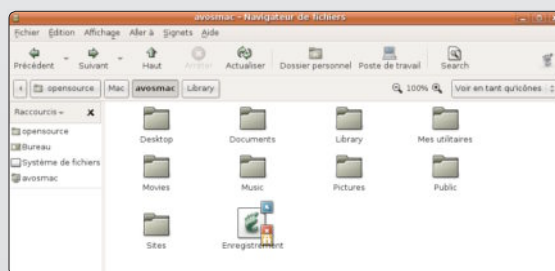 avosmac - Navigateur de fichiers
Fichier Édition Affichage Aller à Signets Aide
Précédent Suivant Haut Arrêter Actualiser Dossier personnel Poste de travail Search
opensource Mac avosmac Library 100% Voir en tant qu'icônes
Raccourcis
opensource
Bureau
Système de fichiers
avosmac
Desktop Documents Library Mes utilitaires
Movies Music Pictures Public
Sites Enregistrement